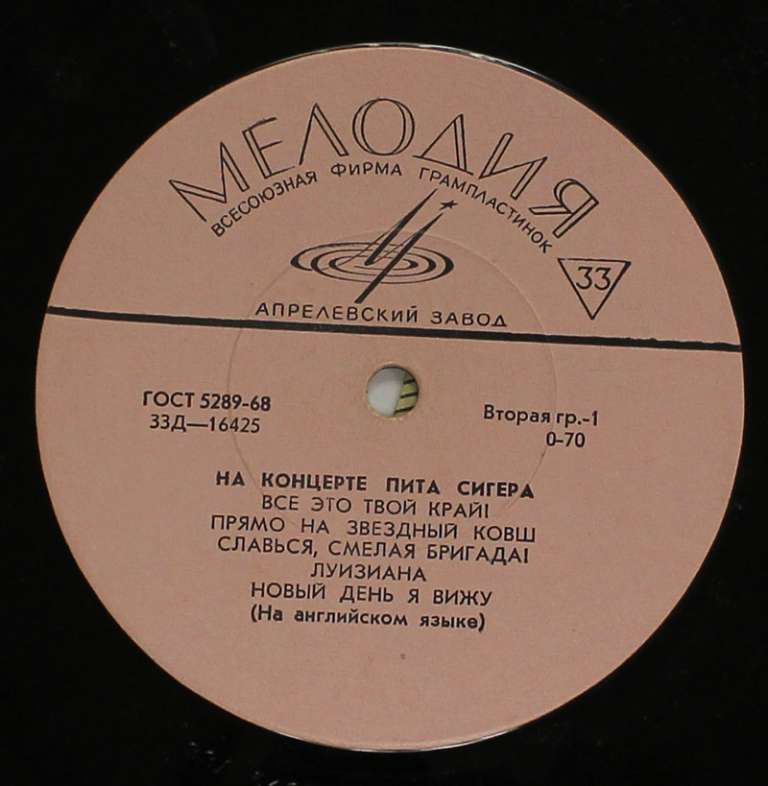 МЕЛОДИЯ
ВСЕСОЮЗНАЯ ФИРМА ГРАМПЛАСТИНОК
33
АПРЕЛЕВСКИЙ ЗАВОД
ГОСТ 5289-68
33Д—16425
Вторая гр.-1
0-70
НА КОНЦЕРТЕ ПИТА СИГЕРА
ВСЕ ЭТО ТВОЙ КРАЙ!
ПРЯМО НА ЗВЕЗДНЫЙ КОВШ
СЛАВЬСЯ, СМЕЛАЯ БРИГАДА!
ЛУИЗИАНА
НОВЫЙ ДЕНЬ Я ВИЖУ
(На английском языке)